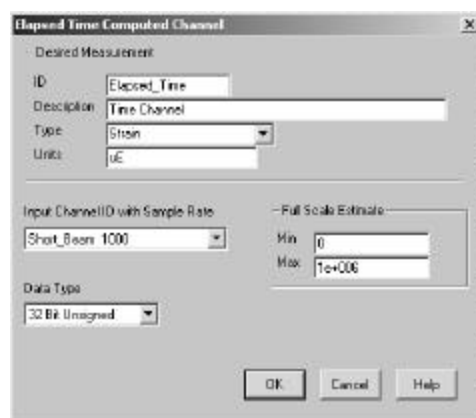 Elapsed Time Computed Channel
Desired Measurement
ID Elapsed_Time
Description Time Channel
Type Strain
Units uE
Input Channel ID with Sample Rate
Short_Beam 1000
Full Scale Estimate
Min 0
Max 1e+006
Data Type
32 Bit Unsigned
OK Cancel Help